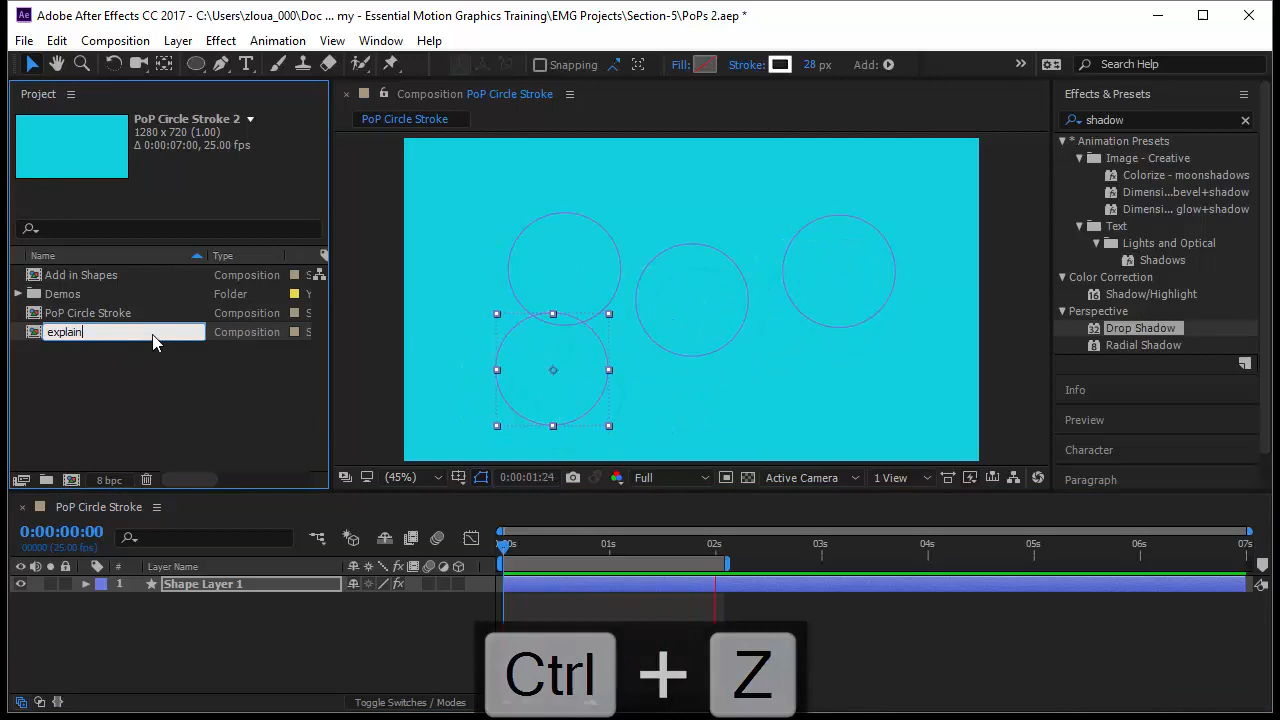 Adobe After Effects CC 2017 - C:\Users\zloua_000\Doc ... my - Essential Motion Graphics Training\EMG Projects\Section-5\PoPs 2.aep *
File Edit Composition Layer Effect Animation View Window Help
Snapping Fill: Stroke: 28 px Add: Search Help
Project
PoP Circle Stroke 2
1280 x 720 (1.00)
Δ 0:00:07:00, 25.00 fps
Name Type
Add in Shapes Composition S
Demos Folder Y
PoP Circle Stroke Composition S
explain Composition S
8 bpc
Composition PoP Circle Stroke
PoP Circle Stroke
(45%) 0:00:01:24 Full Active Camera 1 View
Effects & Presets
shadow
* Animation Presets
Image - Creative
Colorize - moonshadows
Dimensi...bevel+shadow
Dimensi... glow+shadow
Text
Lights and Optical
Shadows
Color Correction
16 Shadow/Highlight
Perspective
32 Drop Shadow
8 Radial Shadow
Info
Preview
Character
Paragraph
PoP Circle Stroke
0:00:00:00
00000 (25.00 fps)
:00s 01s 02s 03s 04s 05s 06s 07s
# Layer Name
1 Shape Layer 1
Toggle Switches / Modes
Ctrl + Z